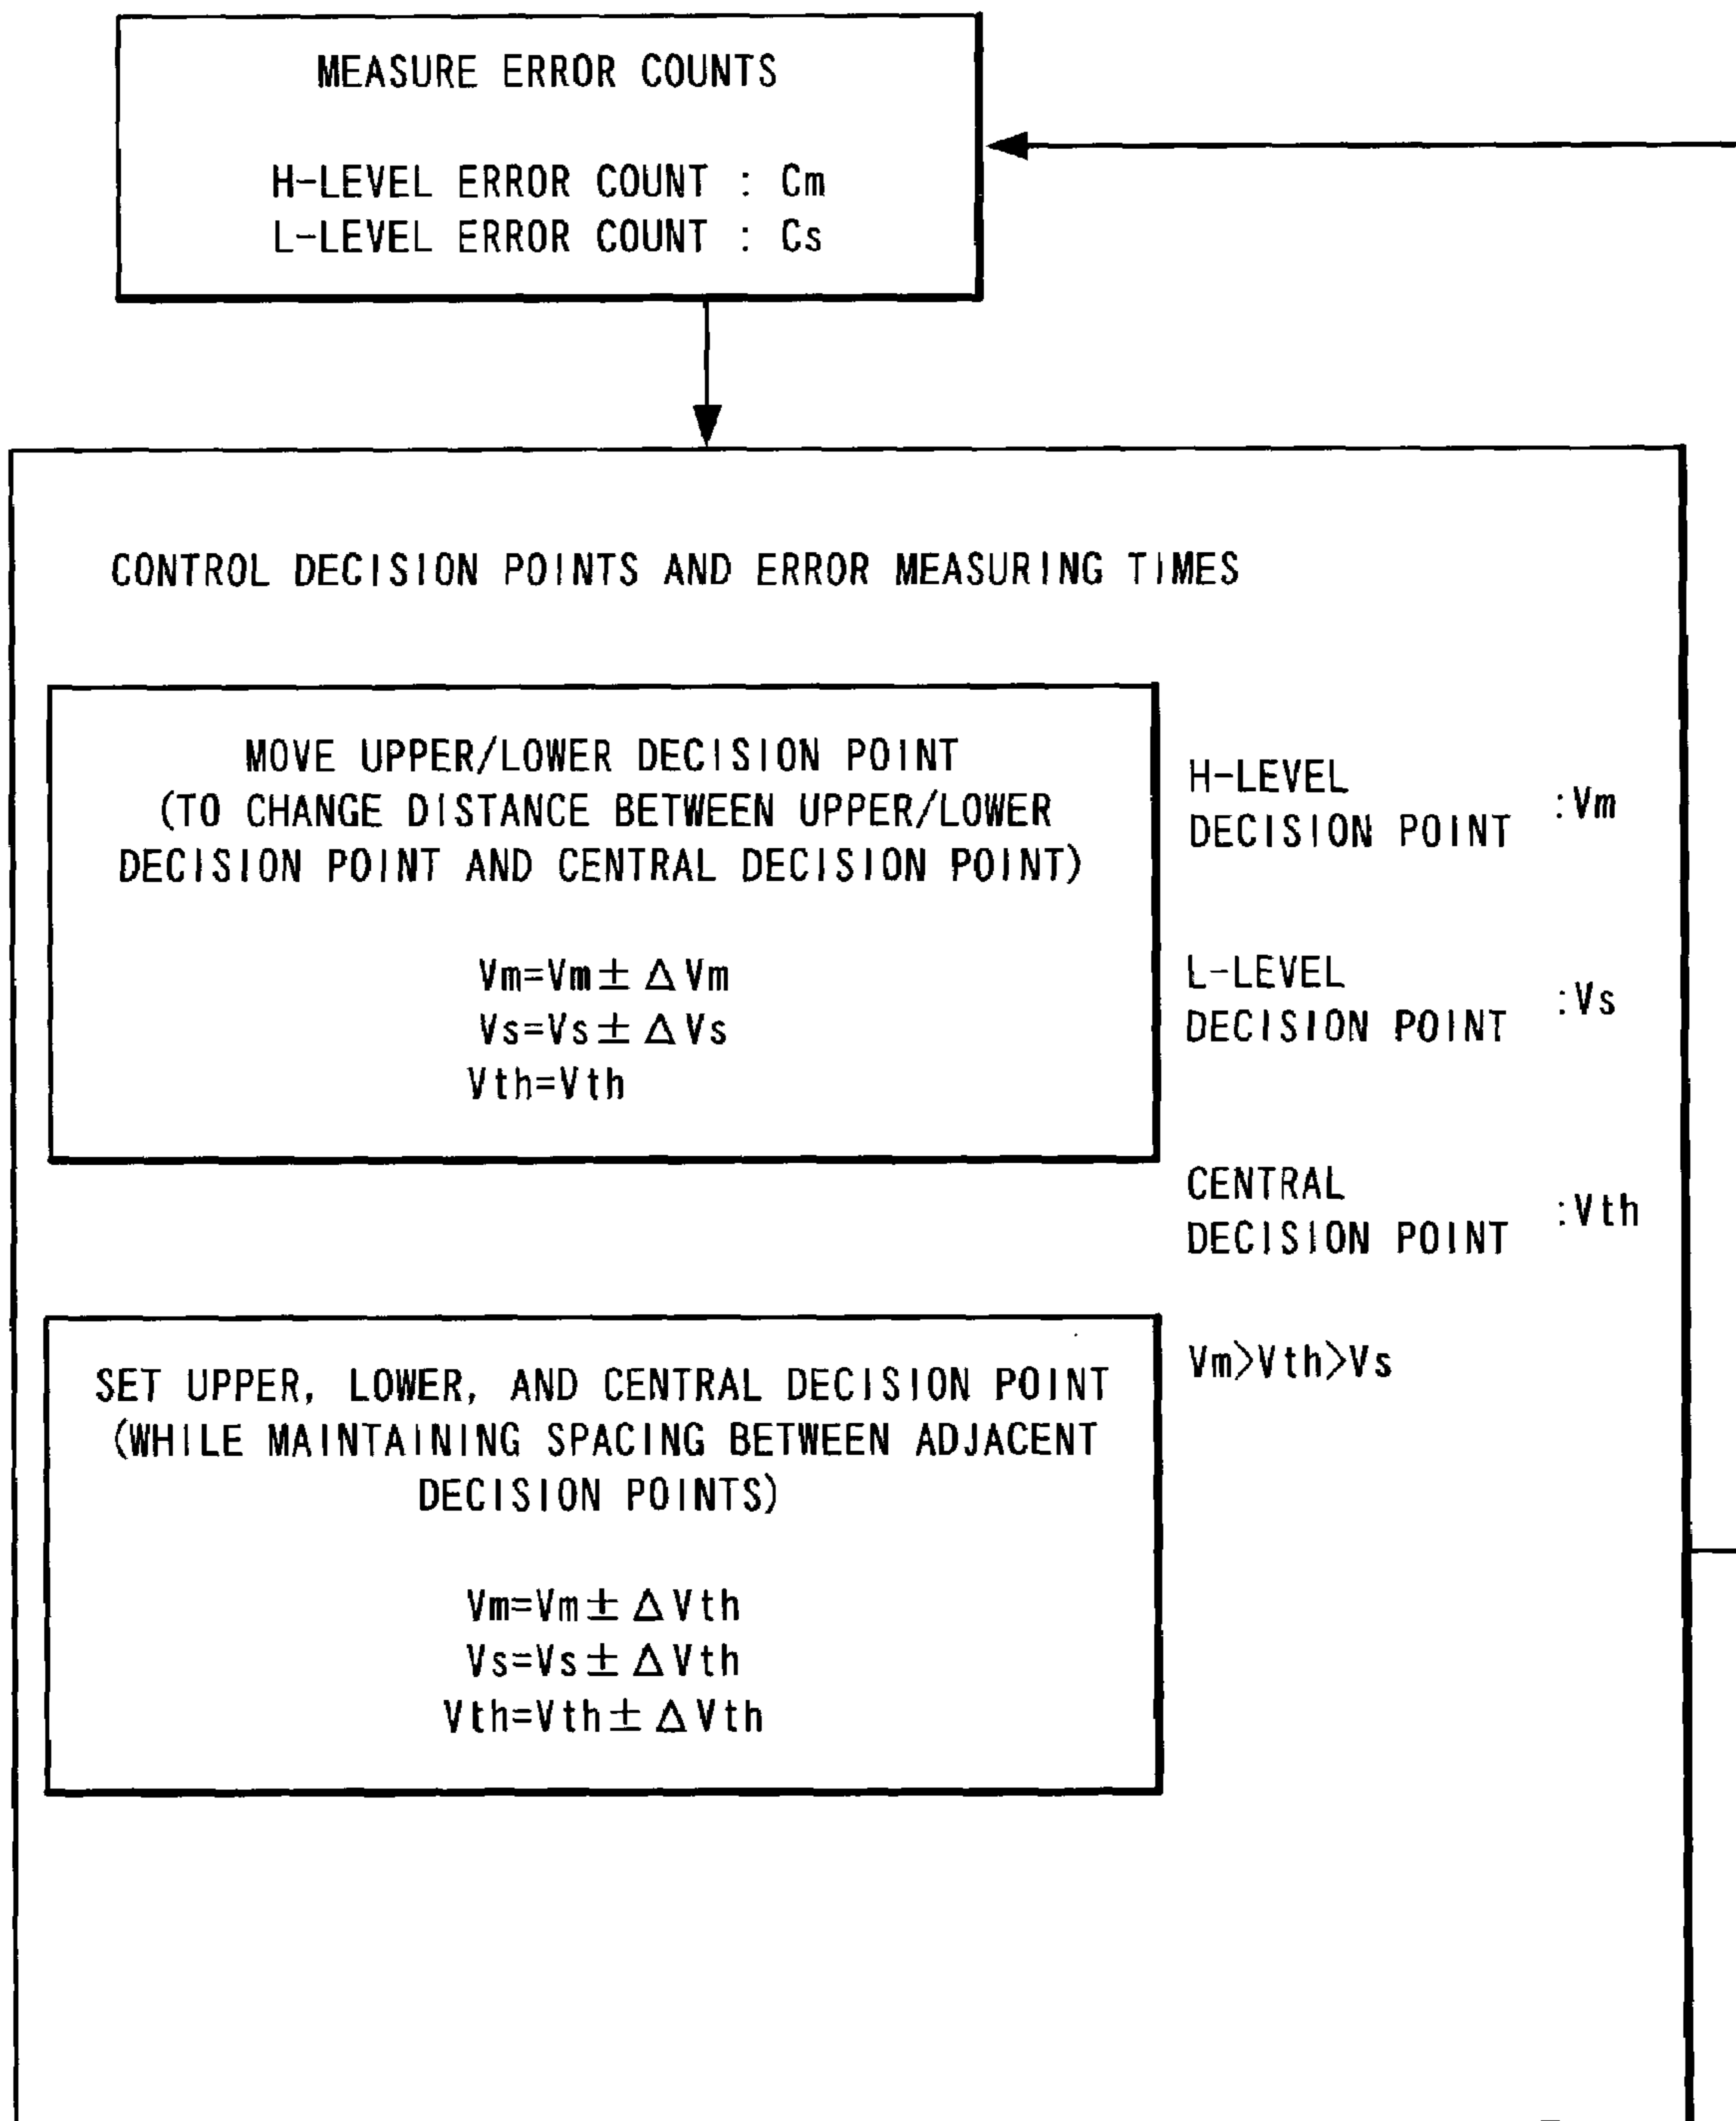 MEASURE ERROR COUNTS
H-LEVEL ERROR COUNT : Cm
L-LEVEL ERROR COUNT : Cs
CONTROL DECISION POINTS AND ERROR MEASURING TIMES
MOVE UPPER/LOWER DECISION POINT
(TO CHANGE DISTANCE BETWEEN UPPER/LOWER
DECISION POINT AND CENTRAL DECISION POINT)
Vm=Vm±ΔVm
Vs=Vs±ΔVs
Vth=Vth
H-LEVEL
DECISION POINT :Vm
L-LEVEL
DECISION POINT :Vs
CENTRAL
DECISION POINT :Vth
Vm>Vth>Vs
SET UPPER, LOWER, AND CENTRAL DECISION POINT
(WHILE MAINTAINING SPACING BETWEEN ADJACENT
DECISION POINTS)
Vm=Vm±ΔVth
Vs=Vs±ΔVth
Vth=Vth±ΔVth